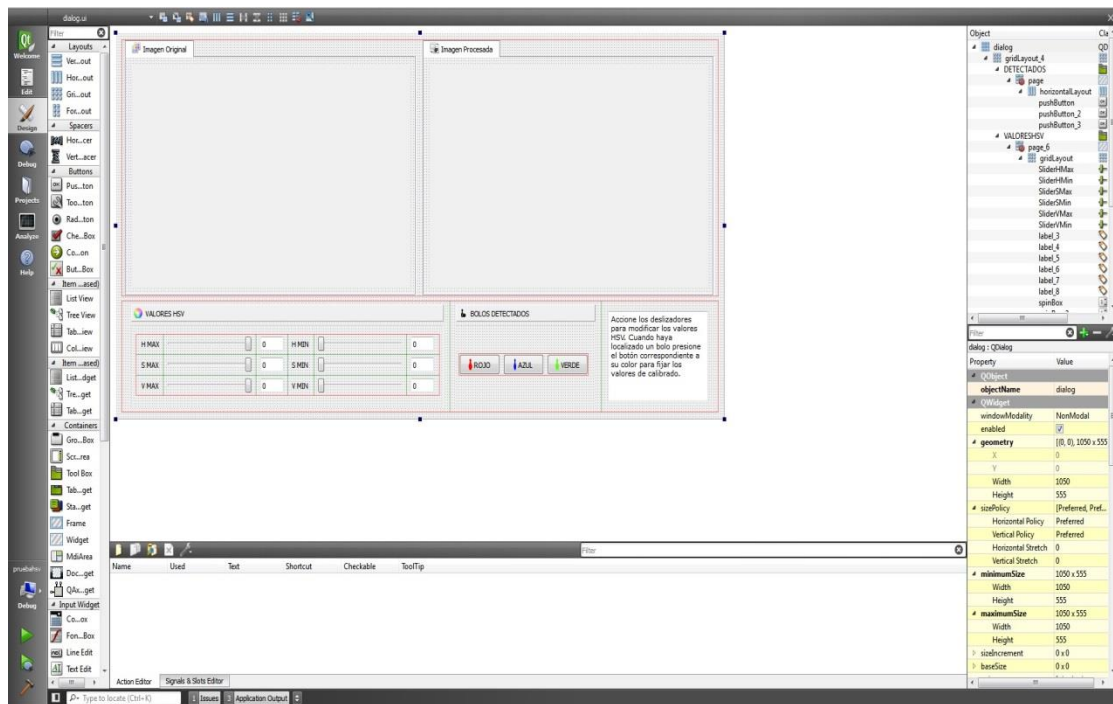 dialog.ui
Welcome
Edit
Design
Debug
Projects
Analyze
Help
pruebahsv
Debug
Filter
Layouts
Ver...out
Hor...out
Gri...out
For...out
Spacers
Hor...cer
Vert...acer
Buttons
Pus...ton
Too...ton
Rad...ton
Che...Box
Co...on
But...Box
Item ...ased)
List View
Tree View
Tab...iew
Col...iew
Item ...ased)
List...dget
Tre...get
Tab...get
Containers
Gro...Box
Scr...rea
Tool Box
Tab...get
Sta...get
Frame
Widget
MdiArea
Doc...get
QAx...get
Input Widget
Co...ox
Fon...Box
Line Edit
Text Edit
Imagen Original
Imagen Procesada
VALORES HSV
H MAX 0 H MIN 0
S MAX 0 S MIN 0
V MAX 0 V MIN 0
BOLOS DETECTADOS
ROJO AZUL VERDE
Accione los deslizadores
para modificar los valores
HSV. Cuando haya
localizado un bolo presione
el botón correspondiente a
su color para fijar los
valores de calibrado.
Filter
Name Used Text Shortcut Checkable ToolTip
Action Editor Signals & Slots Editor
Type to locate (Ctrl+K) 1 Issues 3 Application Output
Object Cla
dialog QD
gridLayout_4
DETECTADOS
page
horizontalLayout
pushButton
pushButton_2
pushButton_3
VALORESHSV
page_6
gridLayout
SliderHMax
SliderHMin
SliderSMax
SliderSMin
SliderVMax
SliderVMin
label_3
label_4
label_5
label_6
label_7
label_8
spinBox
Filter
dialog : QDialog
Property Value
QObject
objectName dialog
QWidget
windowModality NonModal
enabled
geometry [(0, 0), 1050 x 555
X 0
Y 0
Width 1050
Height 555
sizePolicy [Preferred, Pref...
Horizontal Policy Preferred
Vertical Policy Preferred
Horizontal Stretch 0
Vertical Stretch 0
minimumSize 1050 x 555
Width 1050
Height 555
maximumSize 1050 x 555
Width 1050
Height 555
sizeIncrement 0 x 0
baseSize 0 x 0